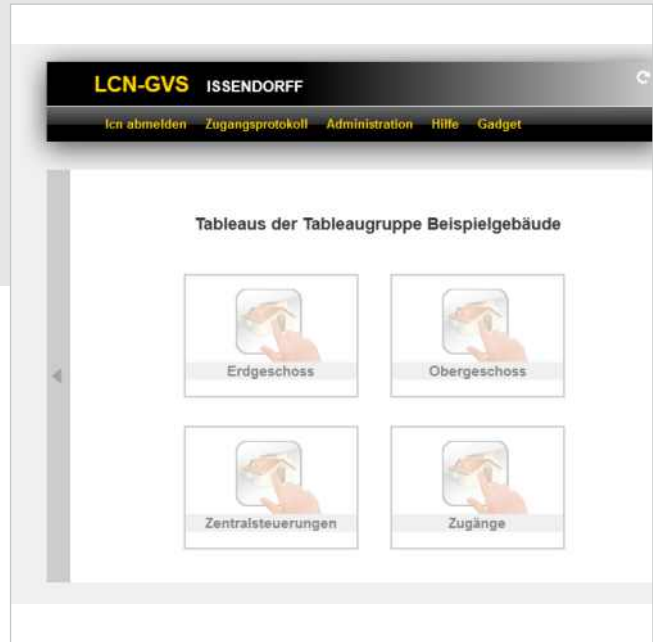 LCN-GVS ISSENDORFF
lcn abmelden Zugangsprotokoll Administration Hilfe Gadget
Tableaus der Tableaugruppe Beispielgebäude
Erdgeschoss Obergeschoss
Zentralsteuerungen Zugänge